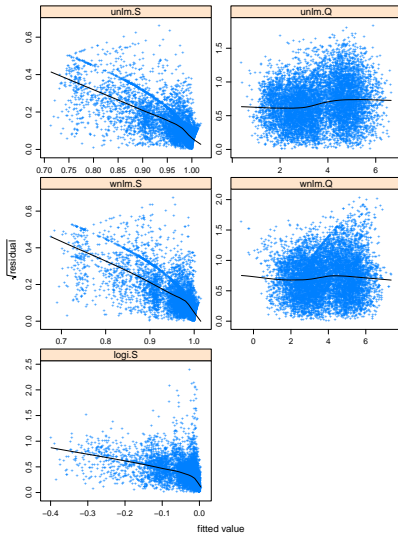 unlm.S
unlm.Q
0.0 0.2 0.4 0.6
0.0 0.5 1.0 1.5
0.70 0.75 0.80 0.85 0.90 0.95 1.00
2 4 6
wnlm.S
wnlm.Q
0.0 0.2 0.4 0.6
0.0 0.5 1.0 1.5 2.0
0.7 0.8 0.9 1.0
0 2 4 6
√residual
logi.S
0.0 0.5 1.0 1.5 2.0 2.5
−0.4 −0.3 −0.2 −0.1 0.0
fitted value